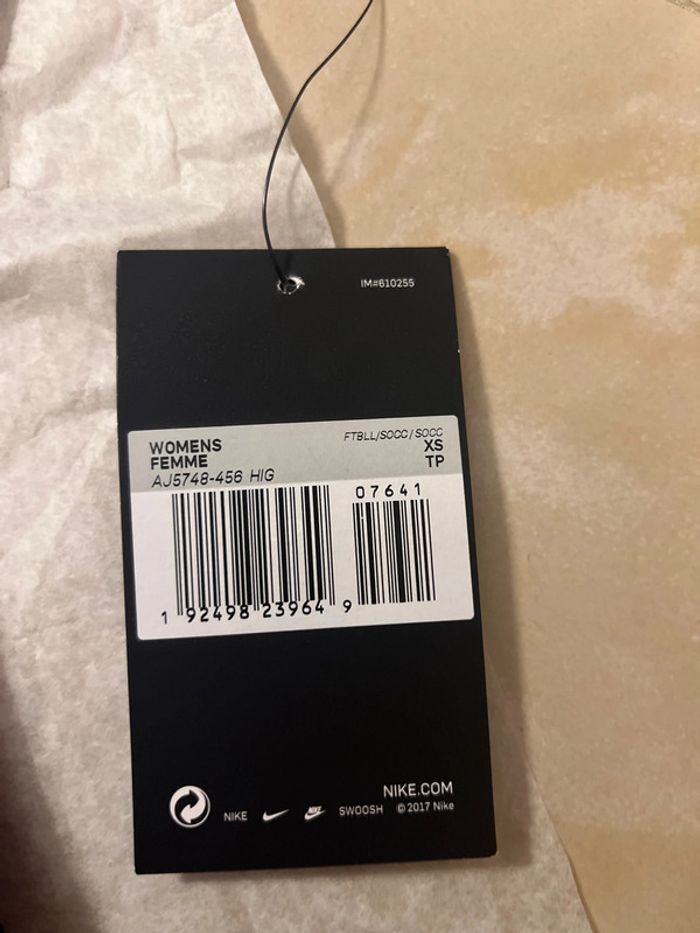 IM#610255
WOMENS
FEMME
FTBLL/SOCC/SOCC
XS
TP
AJ5748-456 HIG
07641
1 92498 23964 9
NIKE.COM
NIKE NIKE SWOOSH © 2017 Nike